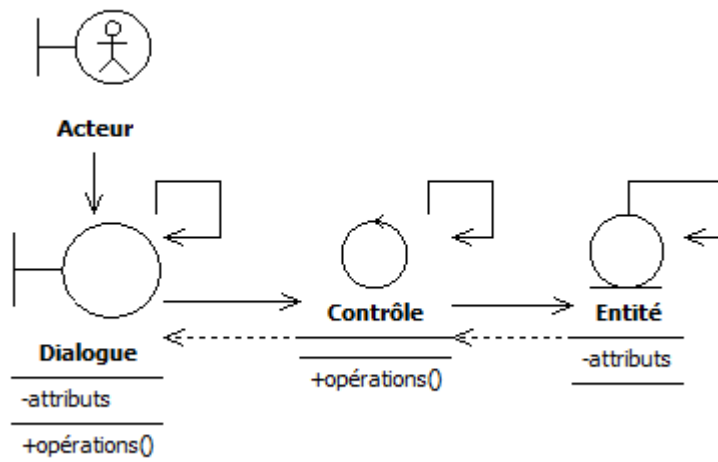 Acteur
Dialogue
-attributs
+opérations()
Contrôle
+opérations()
Entité
-attributs